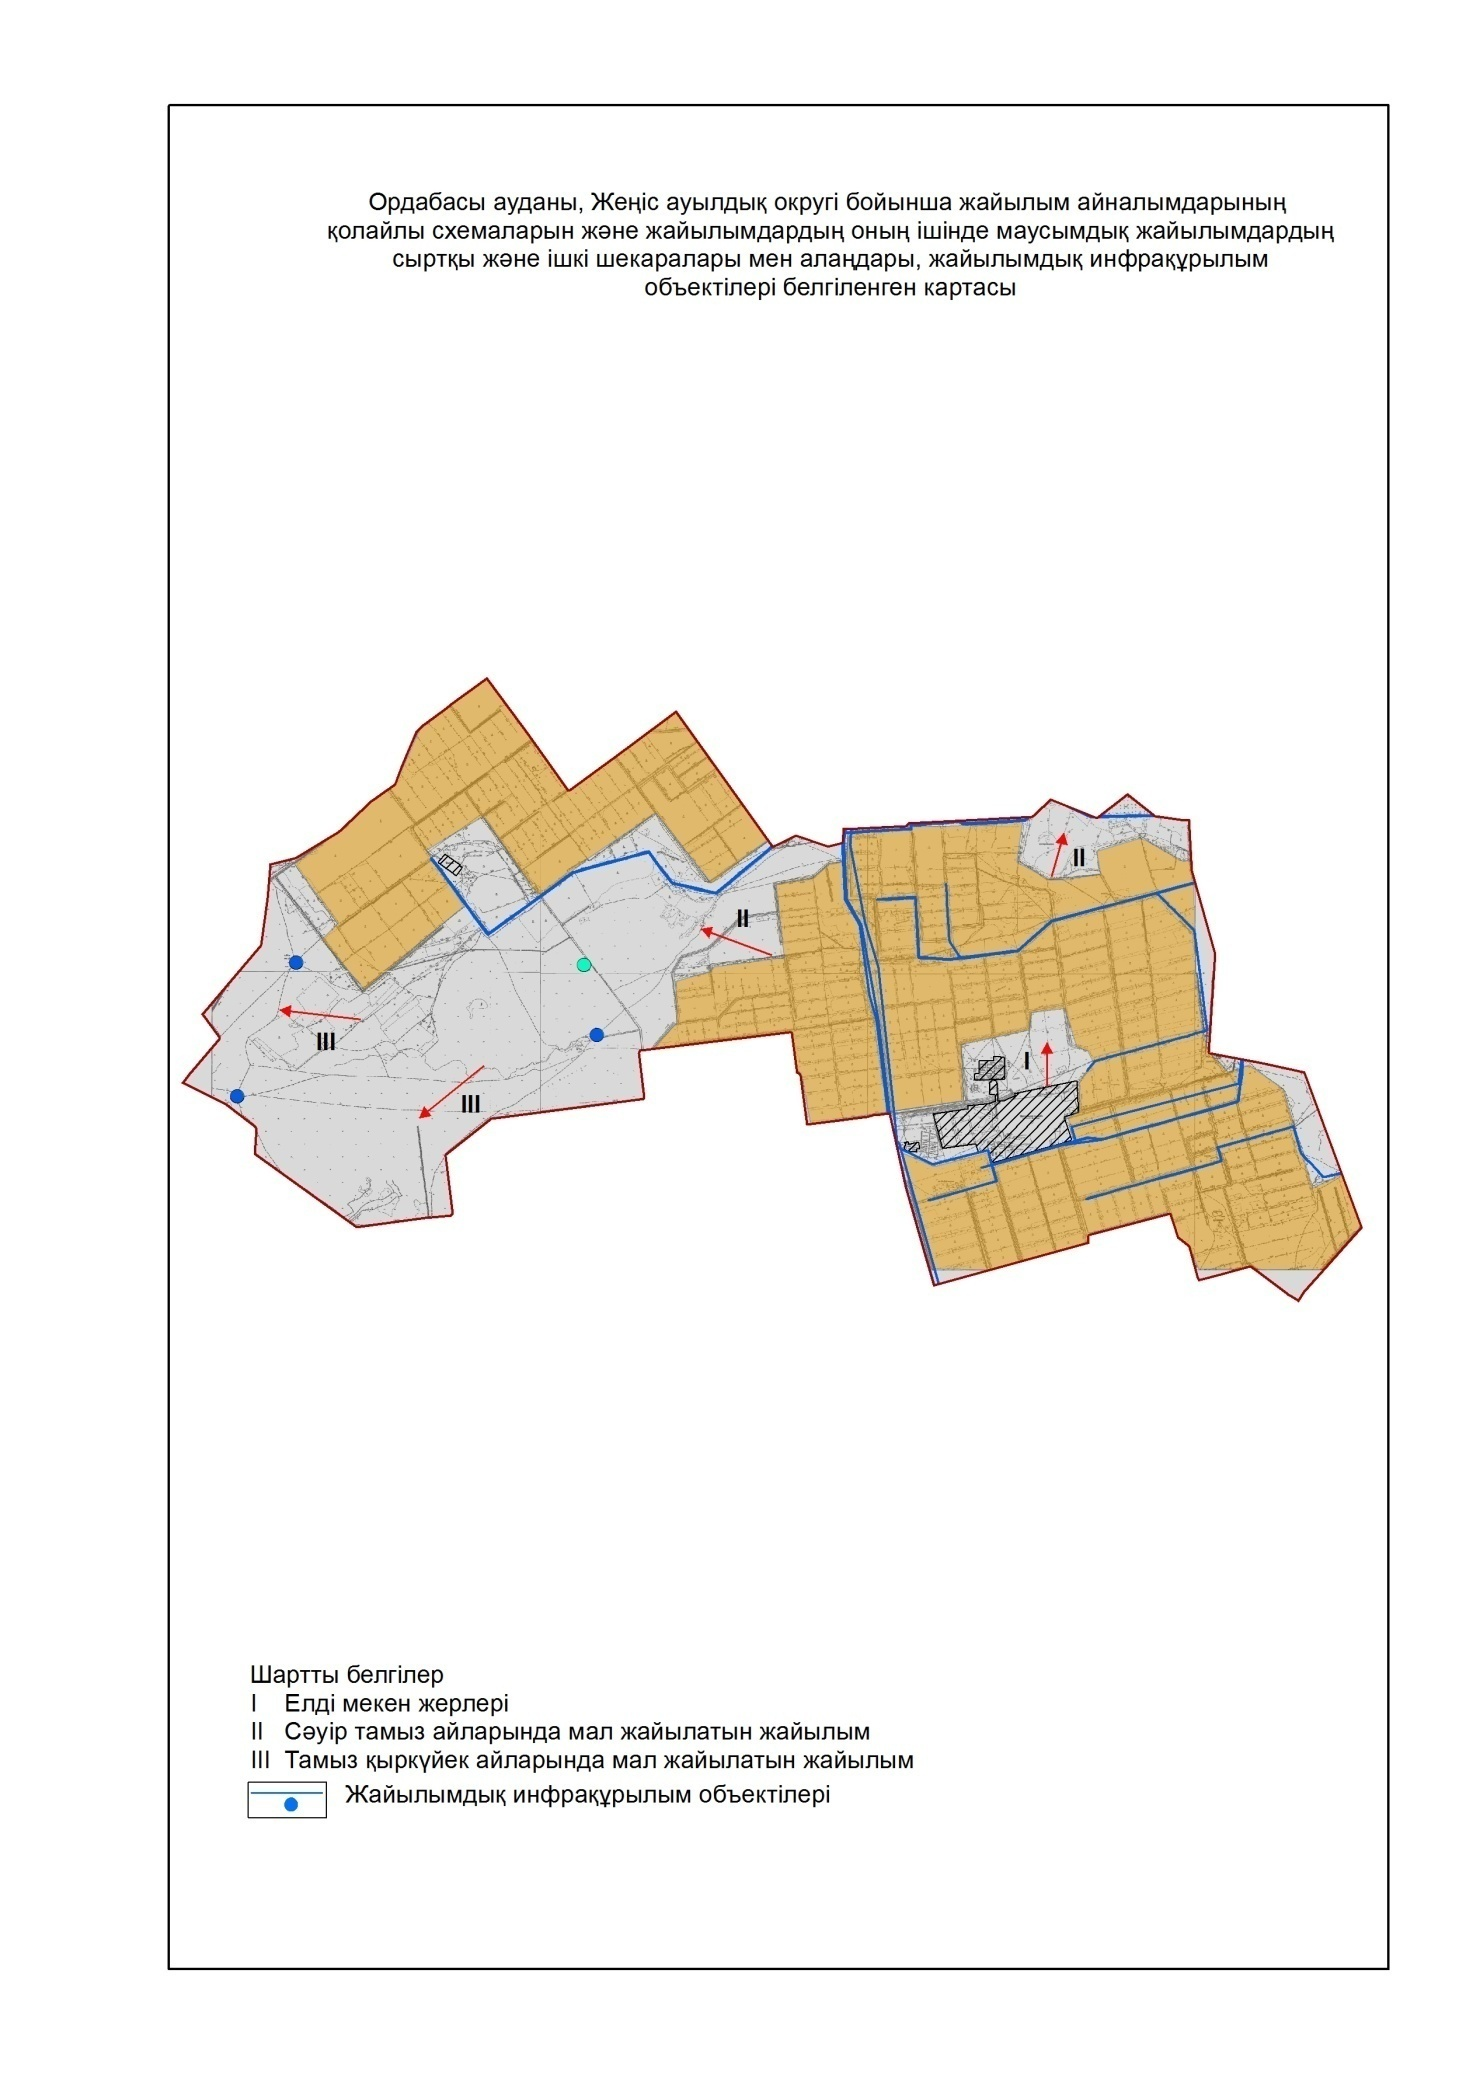 Ордабасы ауданы, Жеңіс ауылдық округі бойынша жайылым айналымдарының
қолайлы схемаларын және жайылымдардың оның ішінде маусымдық жайылымдардың
сыртқы және ішкі шекаралары мен алаңдары, жайылымдық инфрақұрылым
объектілері белгіленген картасы
II
II
III
I
III
Шартты белгілер
I Елді мекен жерлері
II Сәуір тамыз айларында мал жайылатын жайылым
III Тамыз қыркүйек айларында мал жайылатын жайылым
Жайылымдық инфрақұрылым объектілері